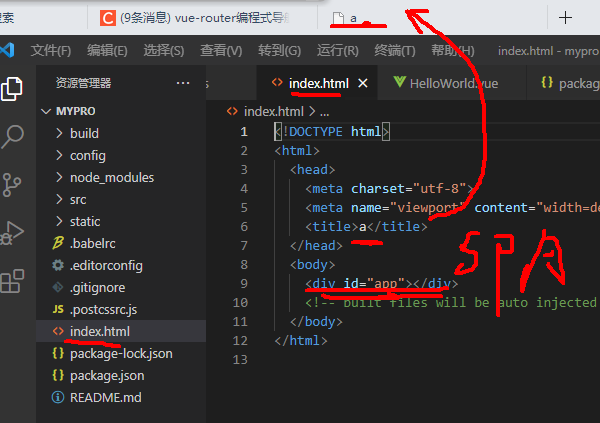 搜索
(9条消息) vue-router编程式导航
a
文件(F) 编辑(E) 选择(S) 查看(V) 转到(G) 运行(R) 终端(T) 帮助(H) index.html - mypro
资源管理器 ···
s
index.html
HelloWorld.vue
package
MYPRO
build
config
node_modules
src
static
.babelrc
.editorconfig
.gitignore
.postcssrc.js
index.html
package-lock.json
package.json
README.md
index.html > ...
1 <!DOCTYPE html>
2 <html>
3 <head>
4 <meta charset="utf-8">
5 <meta name="viewport" content="width=de
6 <title>a</title>
7 </head>
8 <body>
9 <div id="app"></div>
10 <!-- built files will be auto injected
11 </body>
12 </html>
13
SPA